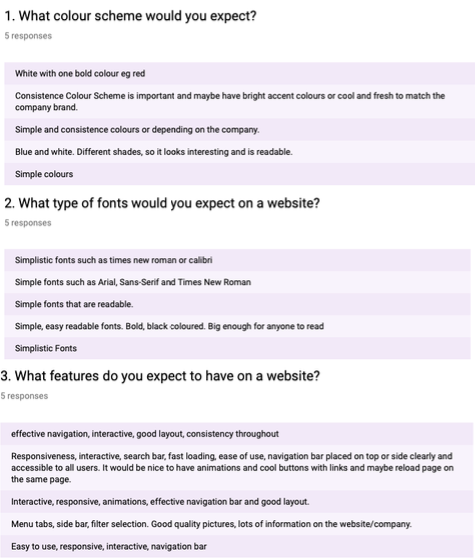 1. What colour scheme would you expect?
5 responses
White with one bold colour eg red
Consistence Colour Scheme is important and maybe have bright accent colours or cool and fresh to match the
company brand.
Simple and consistence colours or depending on the company.
Blue and white. Different shades, so it looks interesting and is readable.
Simple colours
2. What type of fonts would you expect on a website?
5 responses
Simplistic fonts such as times new roman or calibri
Simple fonts such as Arial, Sans-Serif and Times New Roman
Simple fonts that are readable.
Simple, easy readable fonts. Bold, black coloured. Big enough for anyone to read
Simplistic Fonts
3. What features do you expect to have on a website?
5 responses
effective navigation, interactive, good layout, consistency throughout
Responsiveness, interactive, search bar, fast loading, ease of use, navigation bar placed on top or side clearly and
accessible to all users. It would be nice to have animations and cool buttons with links and maybe reload page on
the same page.
Interactive, responsive, animations, effective navigation bar and good layout.
Menu tabs, side bar, filter selection. Good quality pictures, lots of information on the website/company.
Easy to use, responsive, interactive, navigation bar